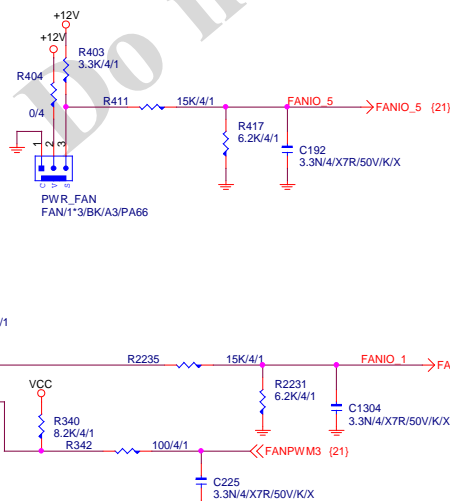 Do n
+12V
+12V
R403
3.3K/4/1
R404
0/4
R411 15K/4/1 FANIO_5 FANIO_5 {21}
R417
6.2K/4/1
C192
3.3N/4/X7R/50V/K/X
1 2 3
C V S
PWR_FAN
FAN/1*3/BK/A3/PA66
/1
R2235 15K/4/1 FANIO_1 FA
R2231
6.2K/4/1
C1304
3.3N/4/X7R/50V/K/X
VCC
R340
8.2K/4/1
R342 100/4/1 FANPWM3 {21}
C225
3.3N/4/X7R/50V/K/X